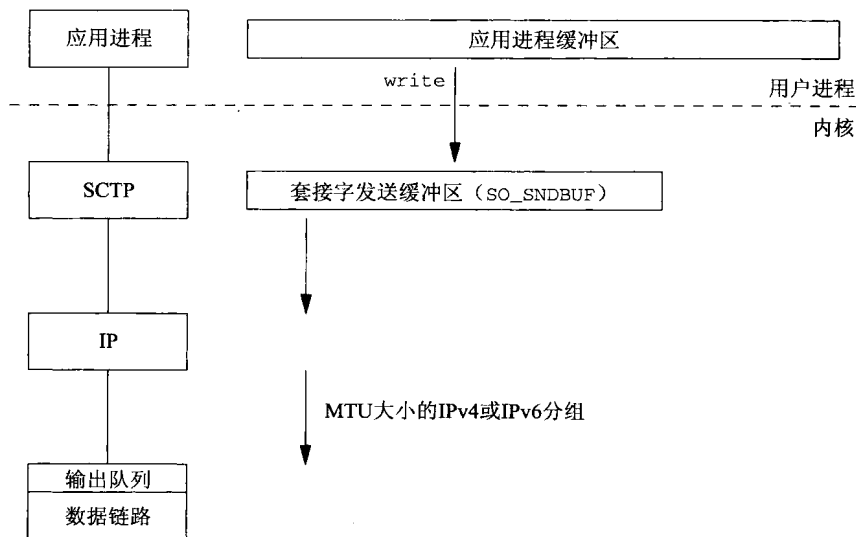 应用进程
应用进程缓冲区
write
用户进程
内核
SCTP
套接字发送缓冲区（SO_SNDBUF）
IP
MTU大小的IPv4或IPv6分组
输出队列
数据链路